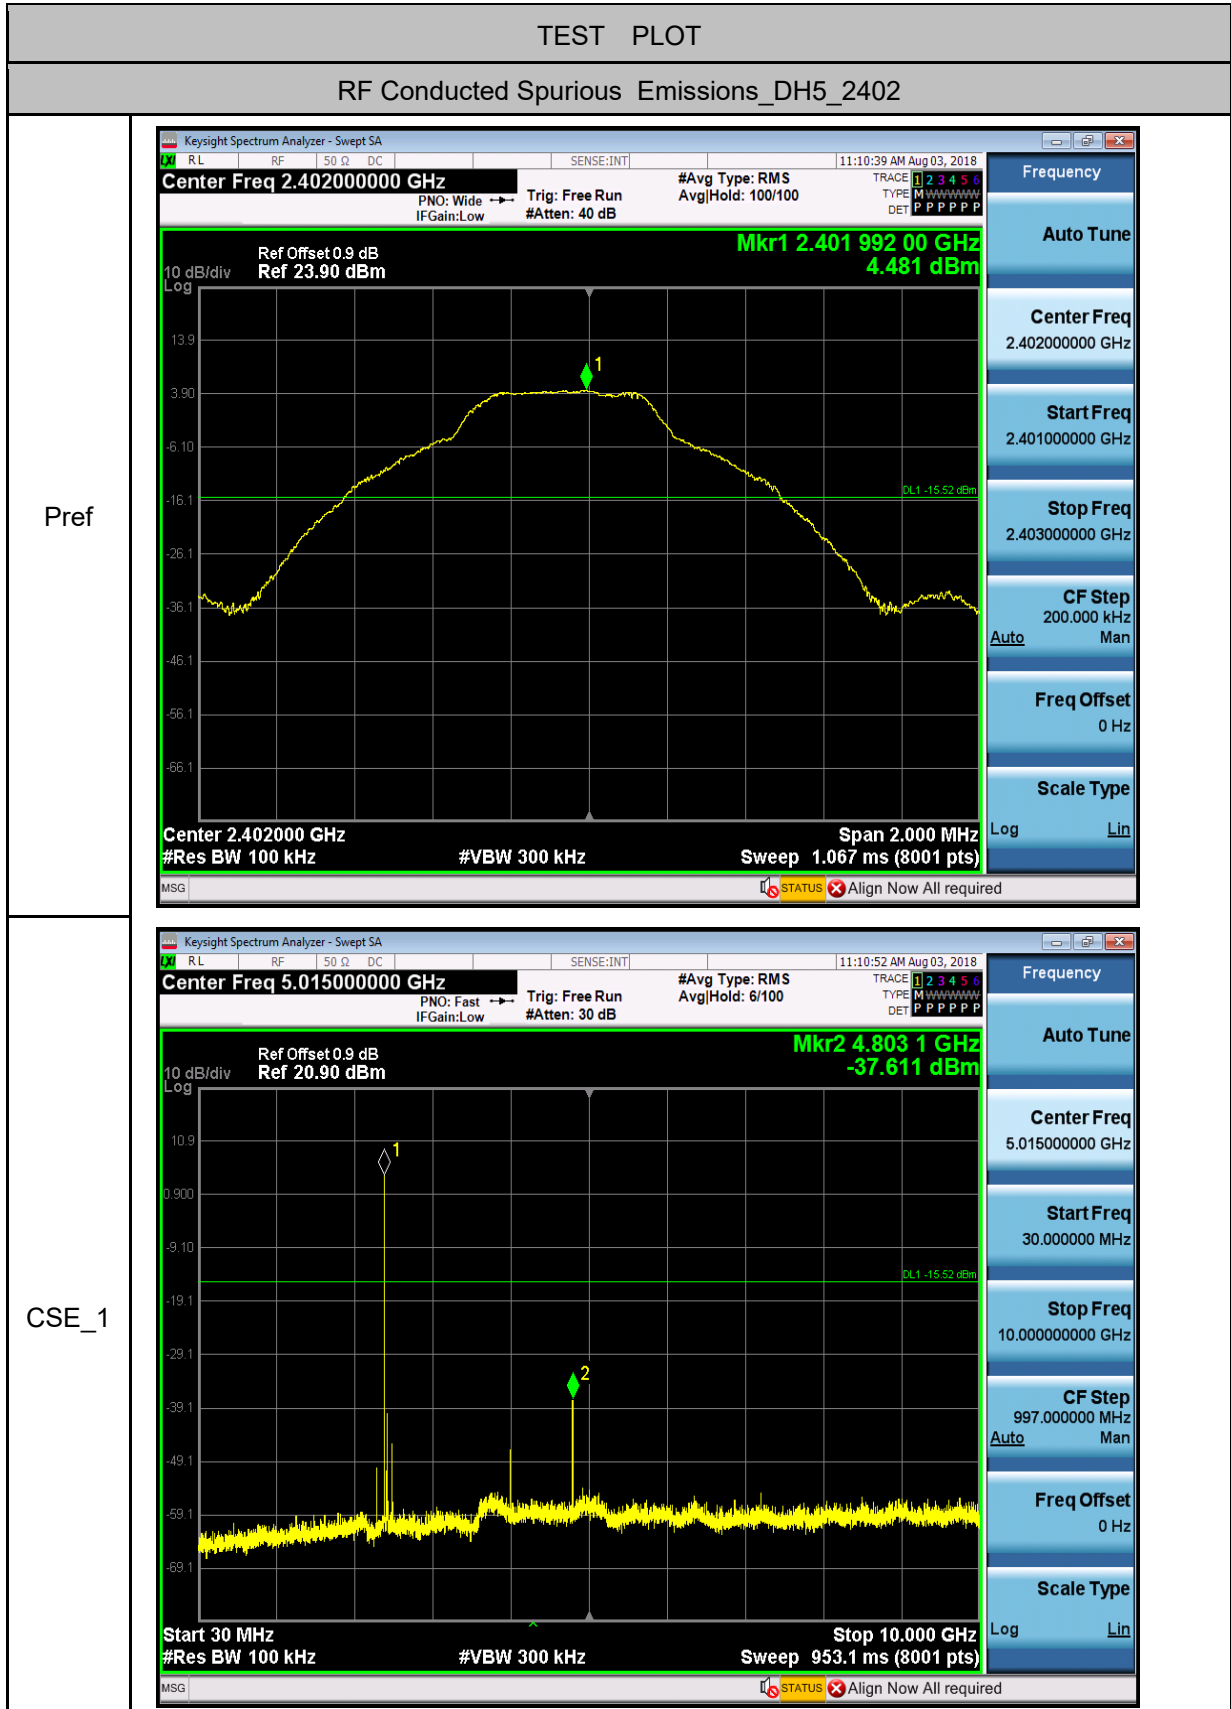 TEST PLOT
RF Conducted Spurious Emissions_DH5_2402
Pref
Keysight Spectrum Analyzer - Swept SA
LXI RL RF 50 Ω DC SENSE:INT 11:10:39 AM Aug 03, 2018
Center Freq 2.402000000 GHz #Avg Type: RMS TRACE 1 2 3 4 5 6
PNO: Wide Trig: Free Run Avg|Hold: 100/100 TYPE M WWWWW
IFGain:Low #Atten: 40 dB DET P P P P P P
Mkr1 2.401 992 00 GHz
4.481 dBm
Ref Offset 0.9 dB
10 dB/div Ref 23.90 dBm
Log
13.9
1
3.90
-6.10
DL1 -15.52 dBm
-16.1
-26.1
-36.1
-46.1
-56.1
-66.1
Center 2.402000 GHz Span 2.000 MHz
#Res BW 100 kHz #VBW 300 kHz Sweep 1.067 ms (8001 pts)
MSG STATUS Align Now All required
Frequency
Auto Tune
Center Freq
2.402000000 GHz
Start Freq
2.401000000 GHz
Stop Freq
2.403000000 GHz
CF Step
200.000 kHz
Auto Man
Freq Offset
0 Hz
Scale Type
Log Lin
CSE_1
Keysight Spectrum Analyzer - Swept SA
LXI RL RF 50 Ω DC SENSE:INT 11:10:52 AM Aug 03, 2018
Center Freq 5.015000000 GHz #Avg Type: RMS TRACE 1 2 3 4 5 6
PNO: Fast Trig: Free Run Avg|Hold: 6/100 TYPE M WWWWW
IFGain:Low #Atten: 30 dB DET P P P P P P
Mkr2 4.803 1 GHz
-37.611 dBm
Ref Offset 0.9 dB
10 dB/div Ref 20.90 dBm
Log
10.9
1
0.900
-9.10
DL1 -15.52 dBm
-19.1
-29.1
2
-39.1
-49.1
-59.1
-69.1
Start 30 MHz Stop 10.000 GHz
#Res BW 100 kHz #VBW 300 kHz Sweep 953.1 ms (8001 pts)
MSG STATUS Align Now All required
Frequency
Auto Tune
Center Freq
5.015000000 GHz
Start Freq
30.000000 MHz
Stop Freq
10.000000000 GHz
CF Step
997.000000 MHz
Auto Man
Freq Offset
0 Hz
Scale Type
Log Lin